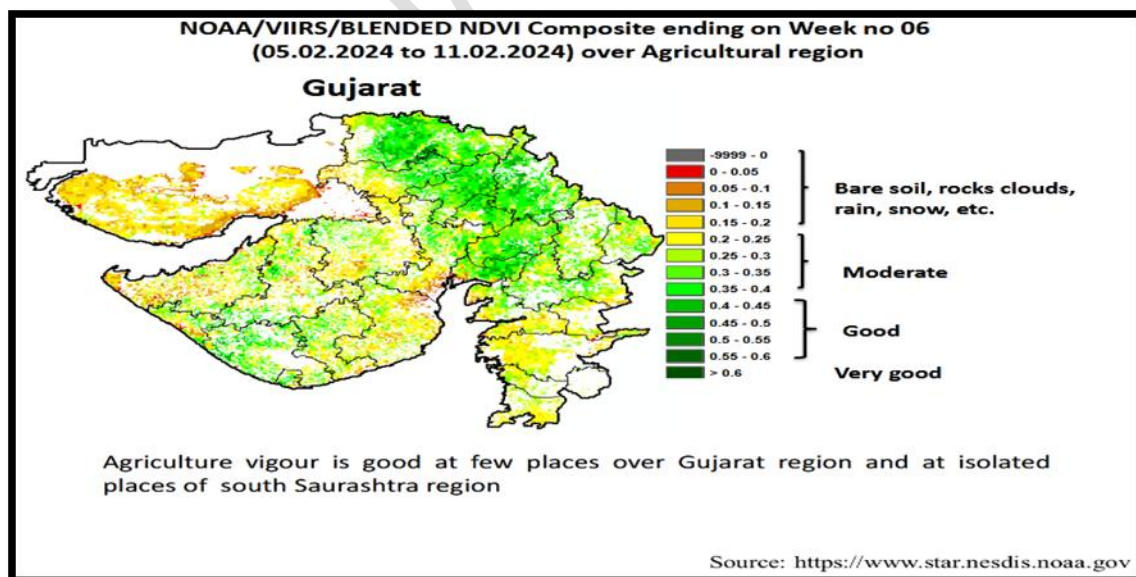 NOAA/VIIRS/BLENDED NDVI Composite ending on Week no 06
(05.02.2024 to 11.02.2024) over Agricultural region
Gujarat
-9999 - 0
0 - 0.05
0.05 - 0.1
0.1 - 0.15
0.15 - 0.2
0.2 - 0.25
0.25 - 0.3
0.3 - 0.35
0.35 - 0.4
0.4 - 0.45
0.45 - 0.5
0.5 - 0.55
0.55 - 0.6
> 0.6
Bare soil, rocks clouds,
rain, snow, etc.
Moderate
Good
Very good
Agriculture vigour is good at few places over Gujarat region and at isolated
places of south Saurashtra region
Source: https://www.star.nesdis.noaa.gov